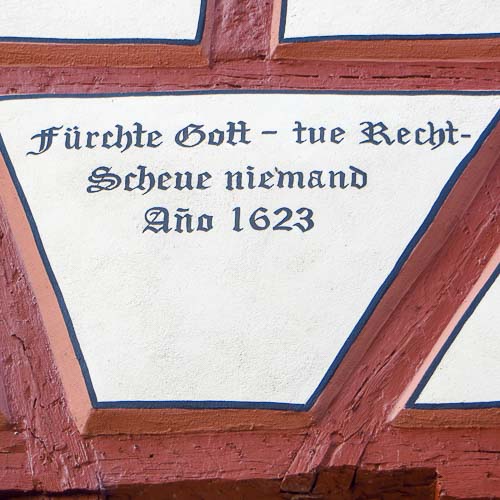 Fürchte Gott - tue Recht-
Scheue niemand
Año 1623